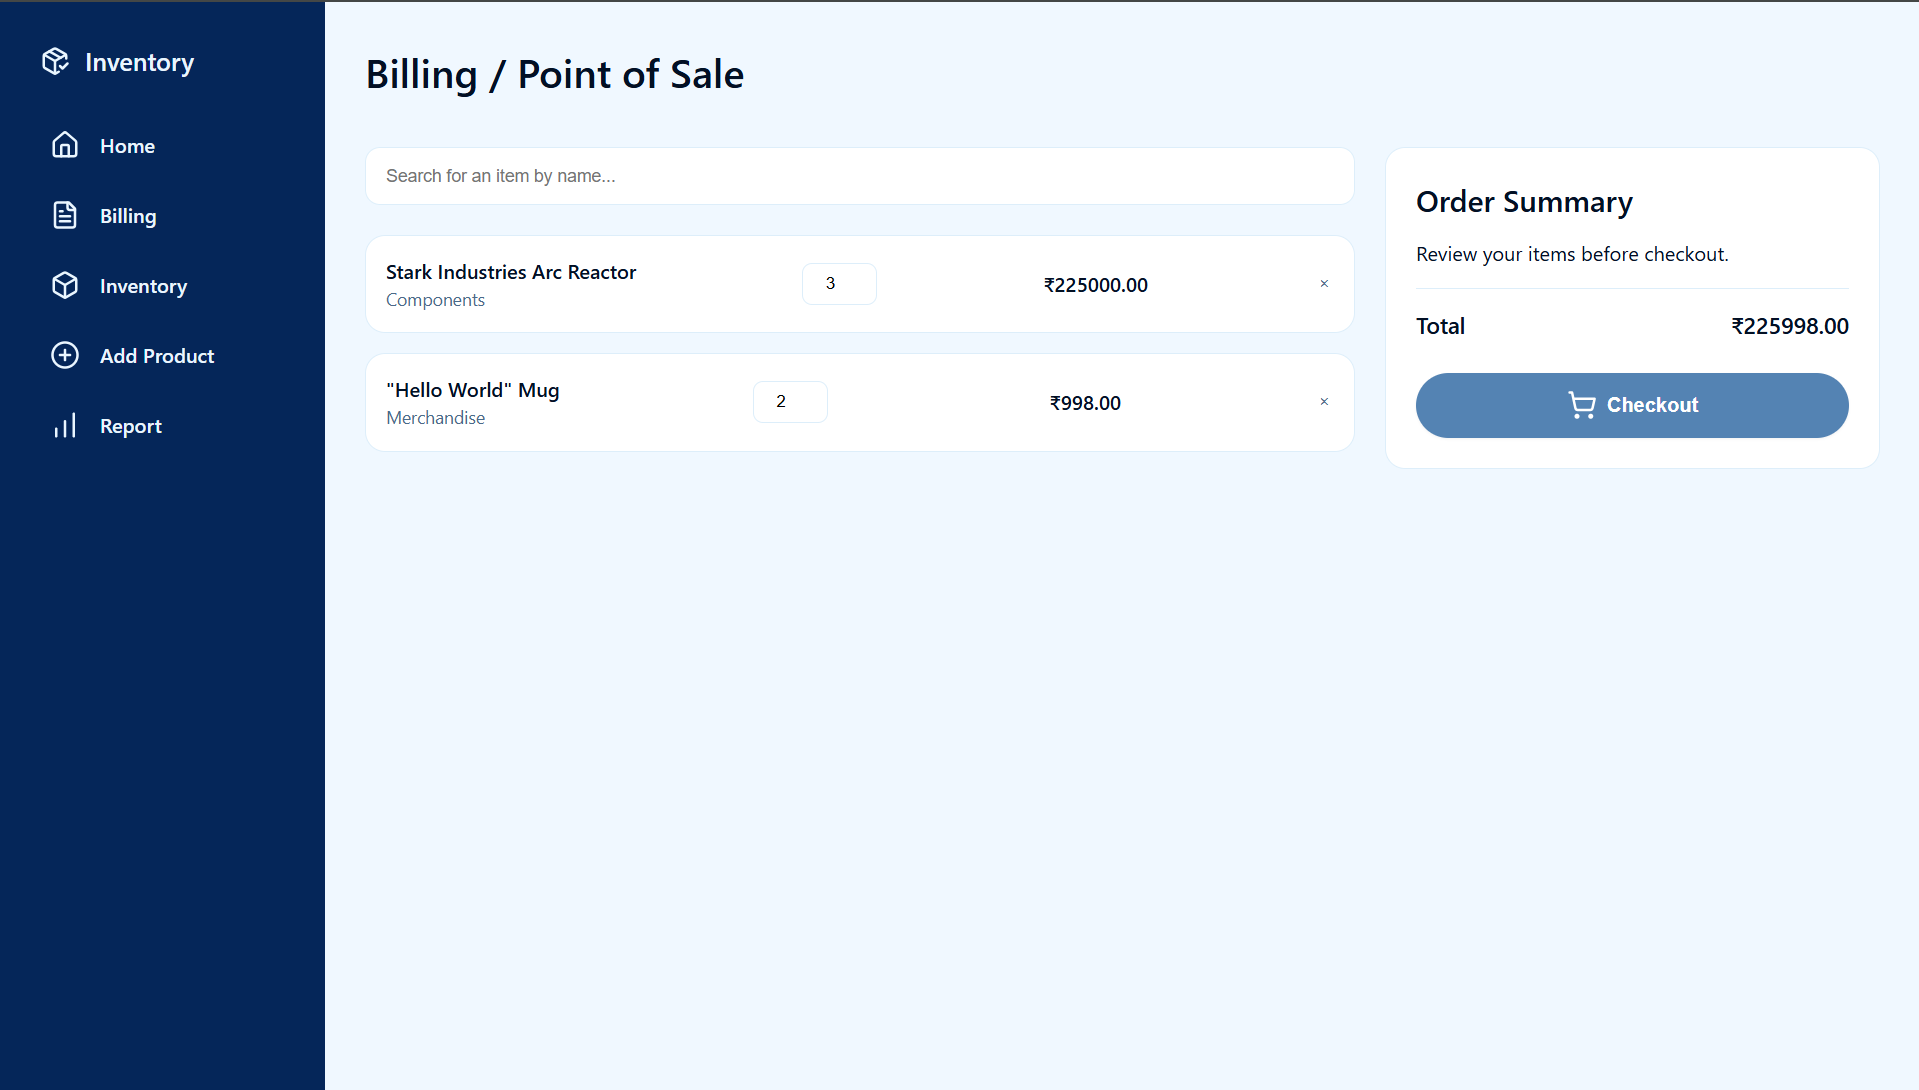 Inventory
Home
Billing
Inventory
Add Product
Report
Billing / Point of Sale
Search for an item by name...
Stark Industries Arc Reactor
Components
3
₹225000.00
×
"Hello World" Mug
Merchandise
2
₹998.00
×
Order Summary
Review your items before checkout.
Total ₹225998.00
Checkout